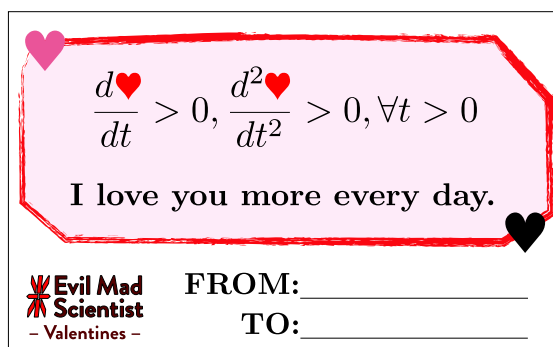 d♥/dt > 0, d²♥/dt² > 0, ∀t > 0
I love you more every day.
Evil Mad
Scientist
– Valentines –
FROM:
TO: